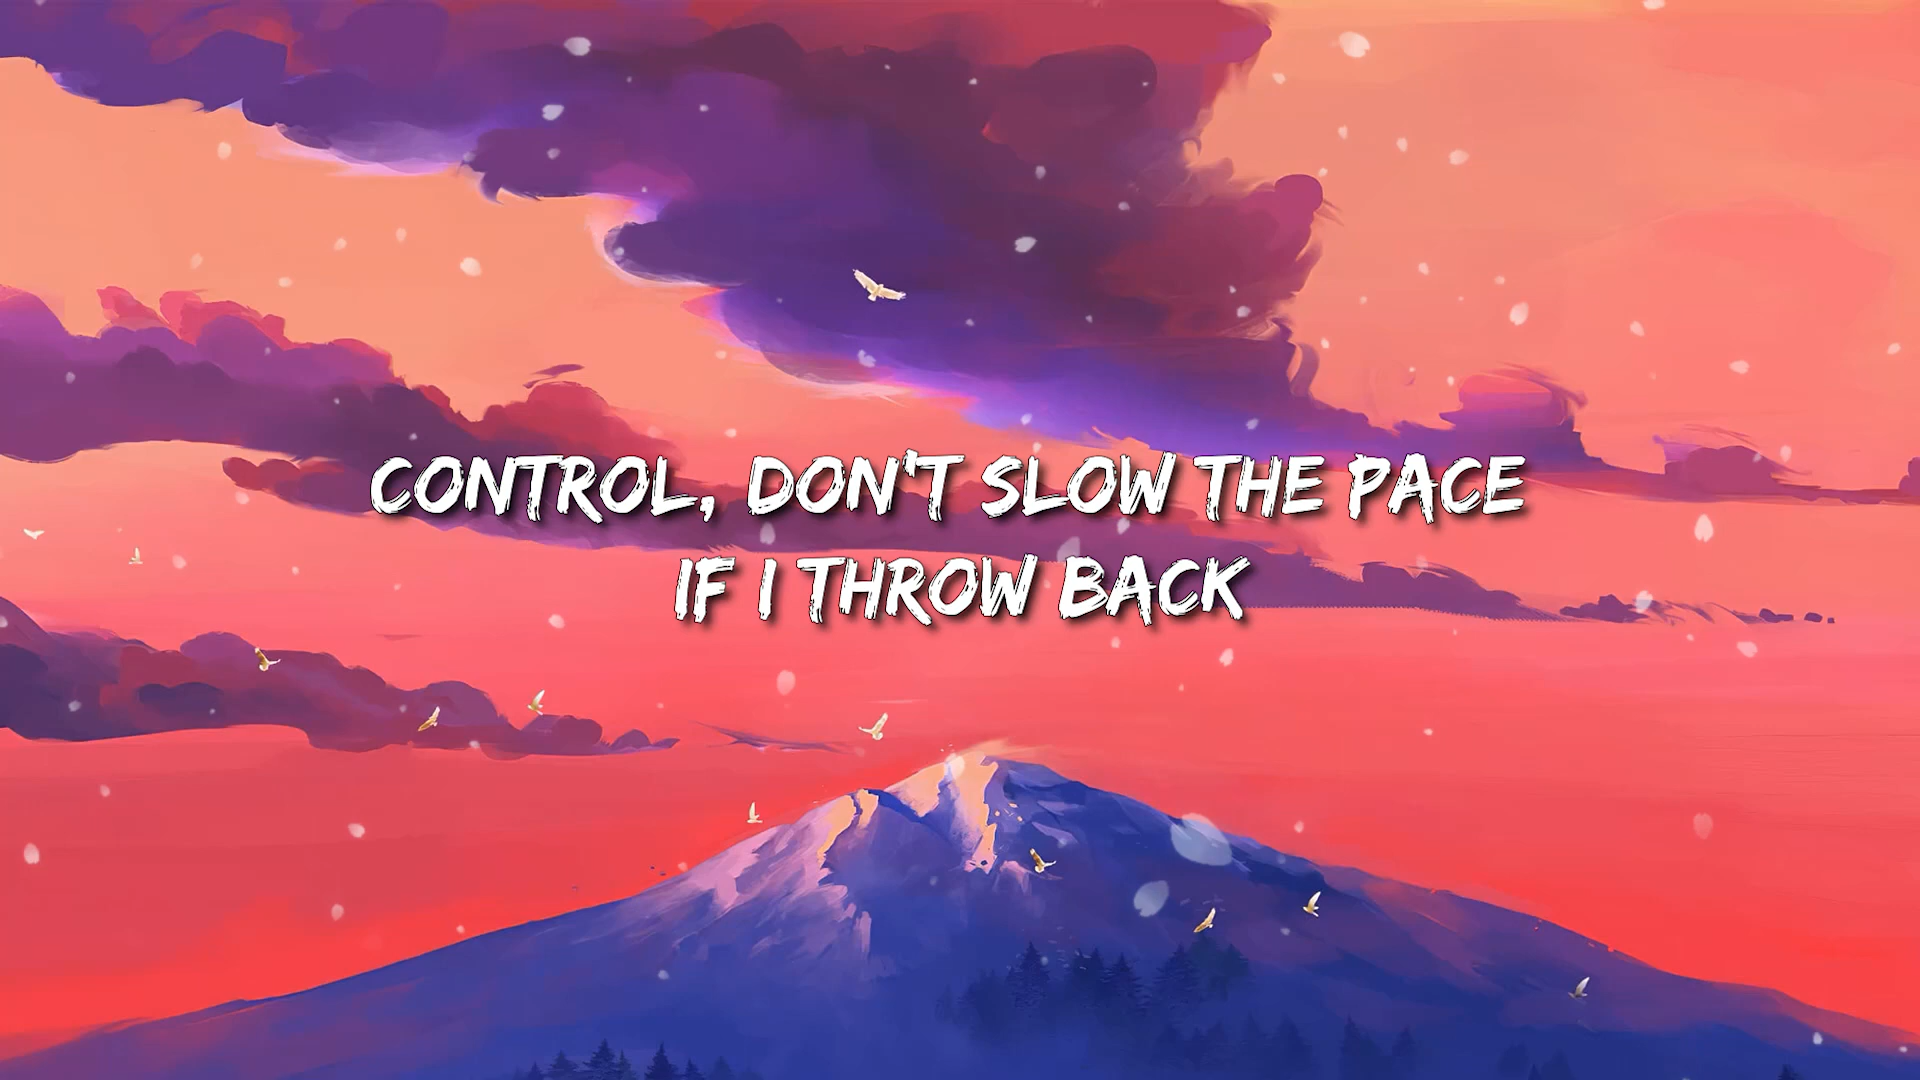 CONTROL, DON'T SLOW THE PACE
IF I THROW BACK